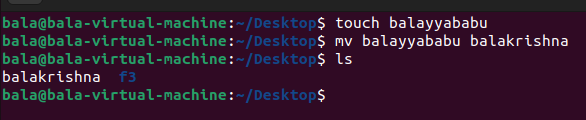 bala@bala-virtual-machine:~/Desktop$ touch balayyababu
bala@bala-virtual-machine:~/Desktop$ mv balayyababu balakrishna
bala@bala-virtual-machine:~/Desktop$ ls
balakrishna  f3
bala@bala-virtual-machine:~/Desktop$